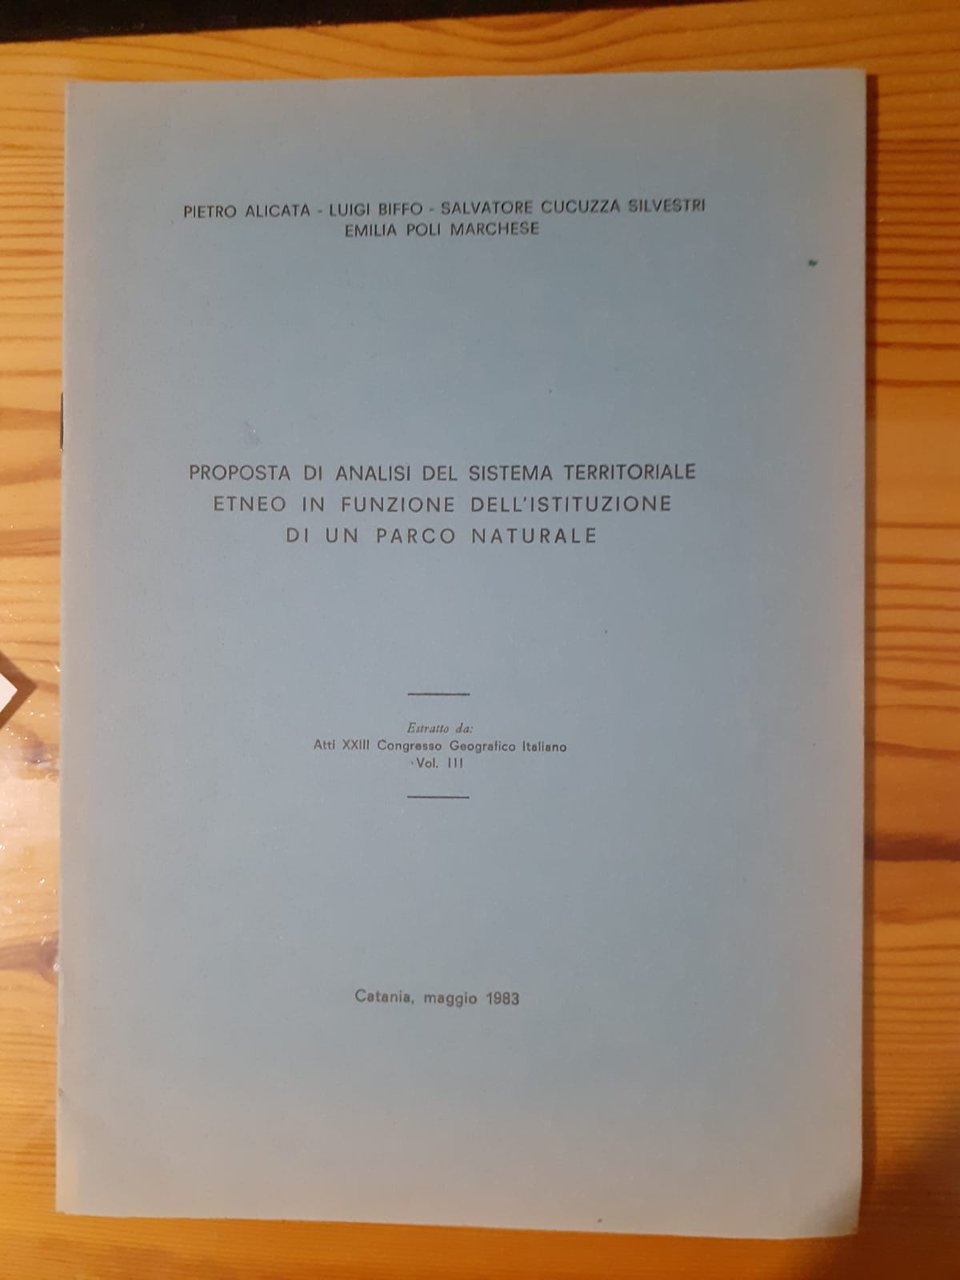 PIETRO ALICATA - LUIGI BIFFO - SALVATORE CUCUZZA SILVESTRI
EMILIA POLI MARCHESE
PROPOSTA DI ANALISI DEL SISTEMA TERRITORIALE
ETNEO IN FUNZIONE DELL'ISTITUZIONE
DI UN PARCO NATURALE
Estratto da:
Atti XXIII Congresso Geografico Italiano
Vol. III
Catania, maggio 1983